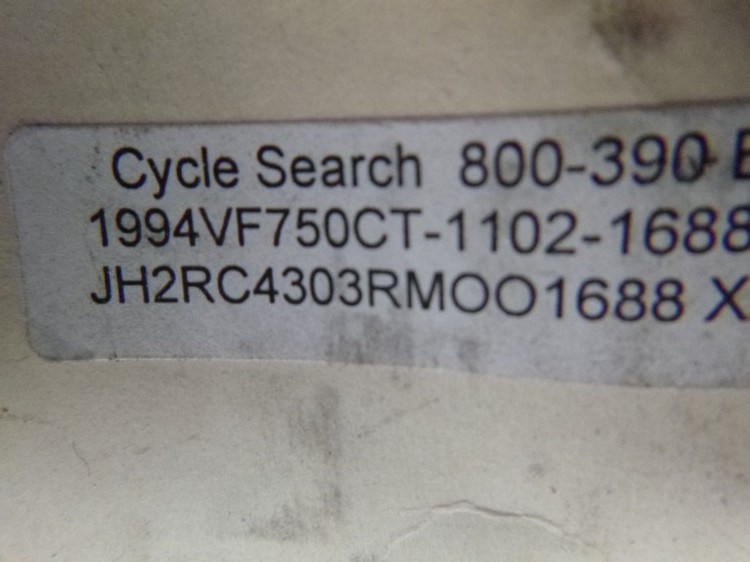 Cycle Search 800-390
1994VF750CT-1102-1688
JH2RC4303RMOO1688 X